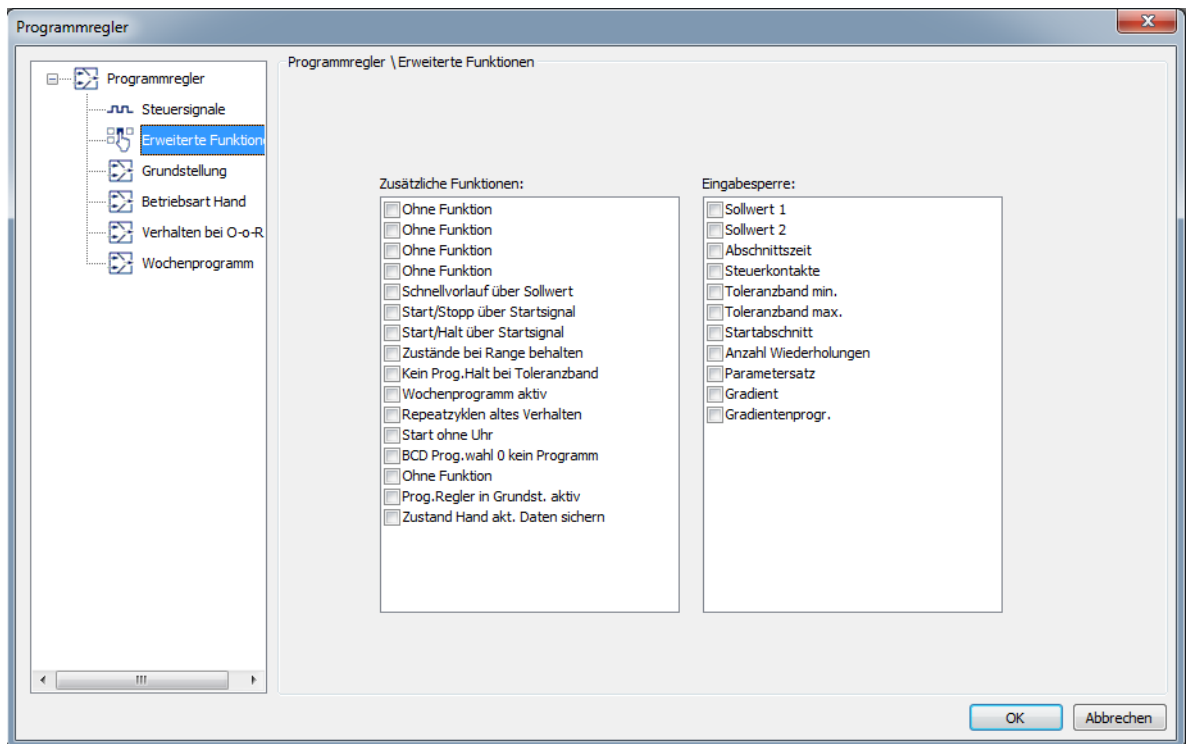 Programmregler
Programmregler
Steuersignale
Erweiterte Funktion
Grundstellung
Betriebsart Hand
Verhalten bei O-o-R
Wochenprogramm
Programmregler \ Erweiterte Funktionen
Zusätzliche Funktionen:
Ohne Funktion
Ohne Funktion
Ohne Funktion
Ohne Funktion
Schnellvorlauf über Sollwert
Start/Stopp über Startsignal
Start/Halt über Startsignal
Zustände bei Range behalten
Kein Prog.Halt bei Toleranzband
Wochenprogramm aktiv
Repeatzyklen altes Verhalten
Start ohne Uhr
BCD Prog.wahl 0 kein Programm
Ohne Funktion
Prog.Regler in Grundst. aktiv
Zustand Hand akt. Daten sichern
Eingabesperre:
Sollwert 1
Sollwert 2
Abschnittszeit
Steuerkontakte
Toleranzband min.
Toleranzband max.
Startabschnitt
Anzahl Wiederholungen
Parametersatz
Gradient
Gradientenprogr.
OK
Abbrechen